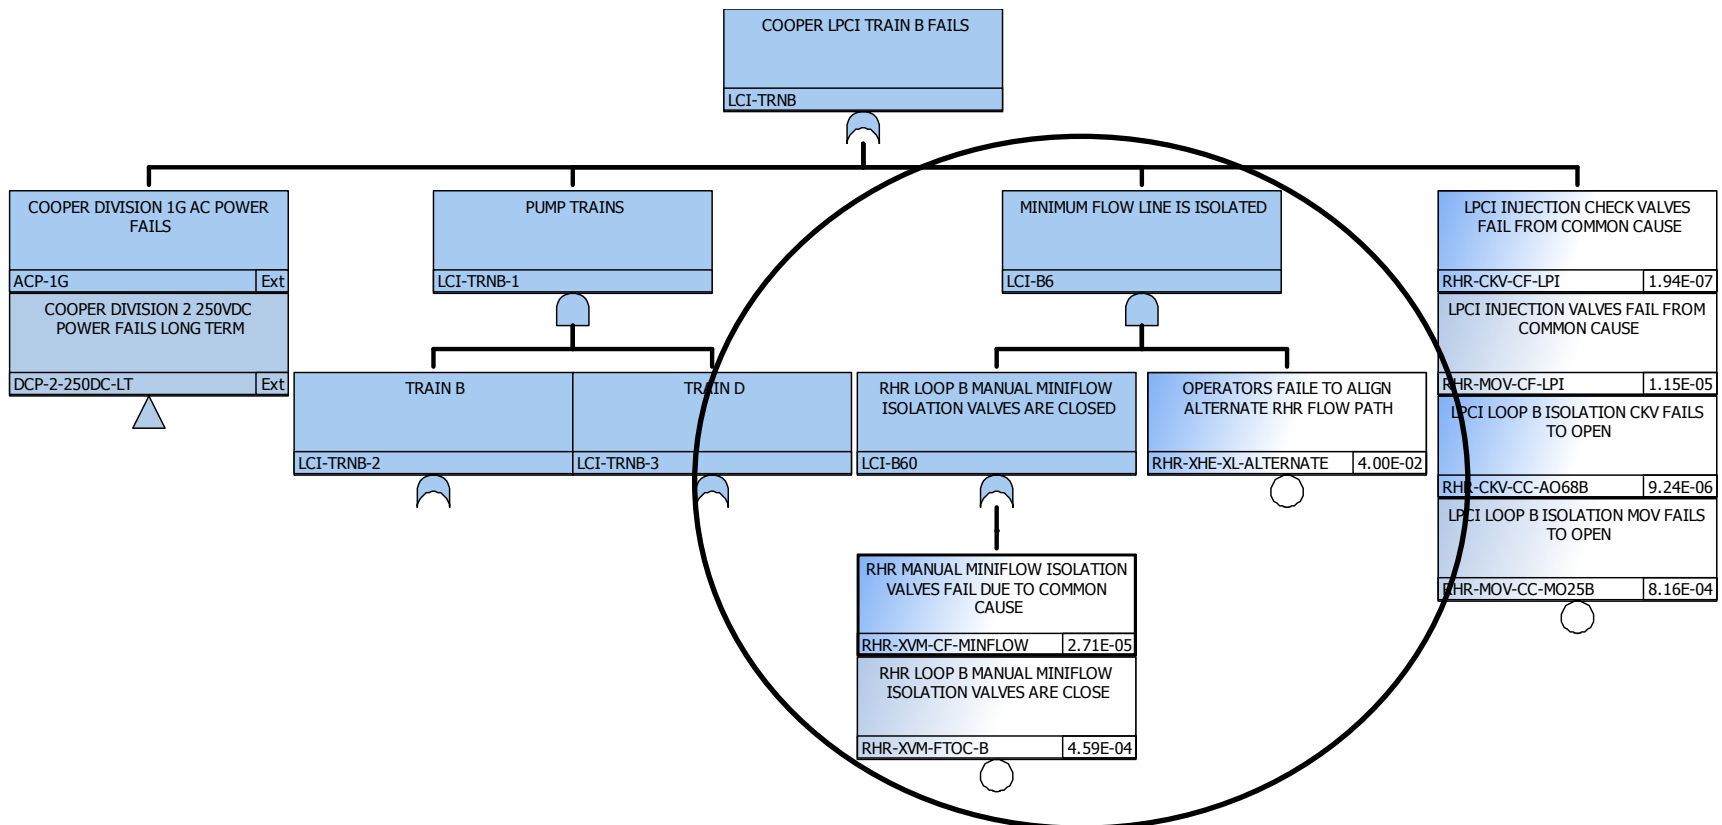 COOPER LPCI TRAIN B FAILS
LCI-TRNB
COOPER DIVISION 1G AC POWER
FAILS
ACP-1G
Ext
COOPER DIVISION 2 250VDC
POWER FAILS LONG TERM
DCP-2-250DC-LT
Ext
PUMP TRAINS
LCI-TRNB-1
TRAIN B
LCI-TRNB-2
TRAIN D
LCI-TRNB-3
MINIMUM FLOW LINE IS ISOLATED
LCI-B6
RHR LOOP B MANUAL MINIFLOW
ISOLATION VALVES ARE CLOSED
LCI-B60
RHR MANUAL MINIFLOW ISOLATION
VALVES FAIL DUE TO COMMON
CAUSE
RHR-XVM-CF-MINFLOW
2.71E-05
RHR LOOP B MANUAL MINIFLOW
ISOLATION VALVES ARE CLOSE
RHR-XVM-FTOC-B
4.59E-04
OPERATORS FAILE TO ALIGN
ALTERNATE RHR FLOW PATH
RHR-XHE-XL-ALTERNATE
4.00E-02
LPCI INJECTION CHECK VALVES
FAIL FROM COMMON CAUSE
RHR-CKV-CF-LPI
1.94E-07
LPCI INJECTION VALVES FAIL FROM
COMMON CAUSE
RHR-MOV-CF-LPI
1.15E-05
LPCI LOOP B ISOLATION CKV FAILS
TO OPEN
RHR-CKV-CC-AO68B
9.24E-06
LPCI LOOP B ISOLATION MOV FAILS
TO OPEN
RHR-MOV-CC-MO25B
8.16E-04